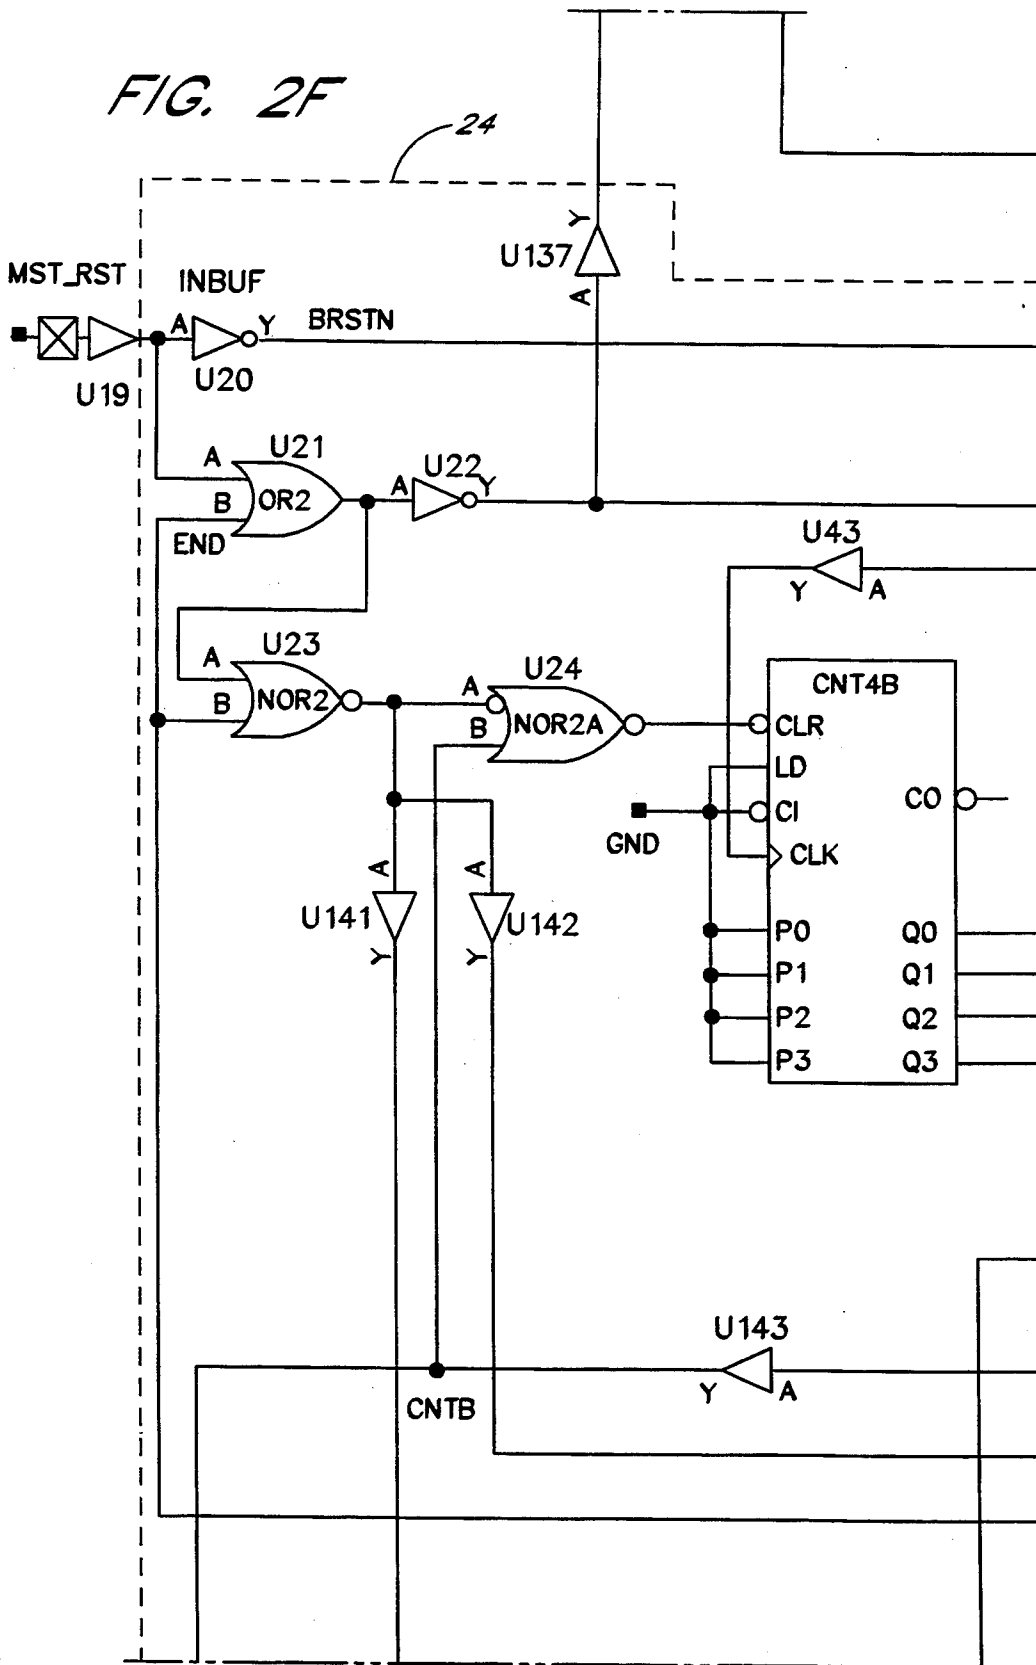 FIG. 2F
24
Y
U137
A
MST_RST
INBUF
A
Y
BRSTN
U19
U20
U21
A
B
OR2
END
U22
A
Y
U43
Y
A
U23
A
B
NOR2
U24
A
B
NOR2A
CNT4B
CLR
LD
CI
CLK
CO
GND
A
A
U141
U142
Y
Y
P0
Q0
P1
Q1
P2
Q2
P3
Q3
U143
Y
A
CNTB